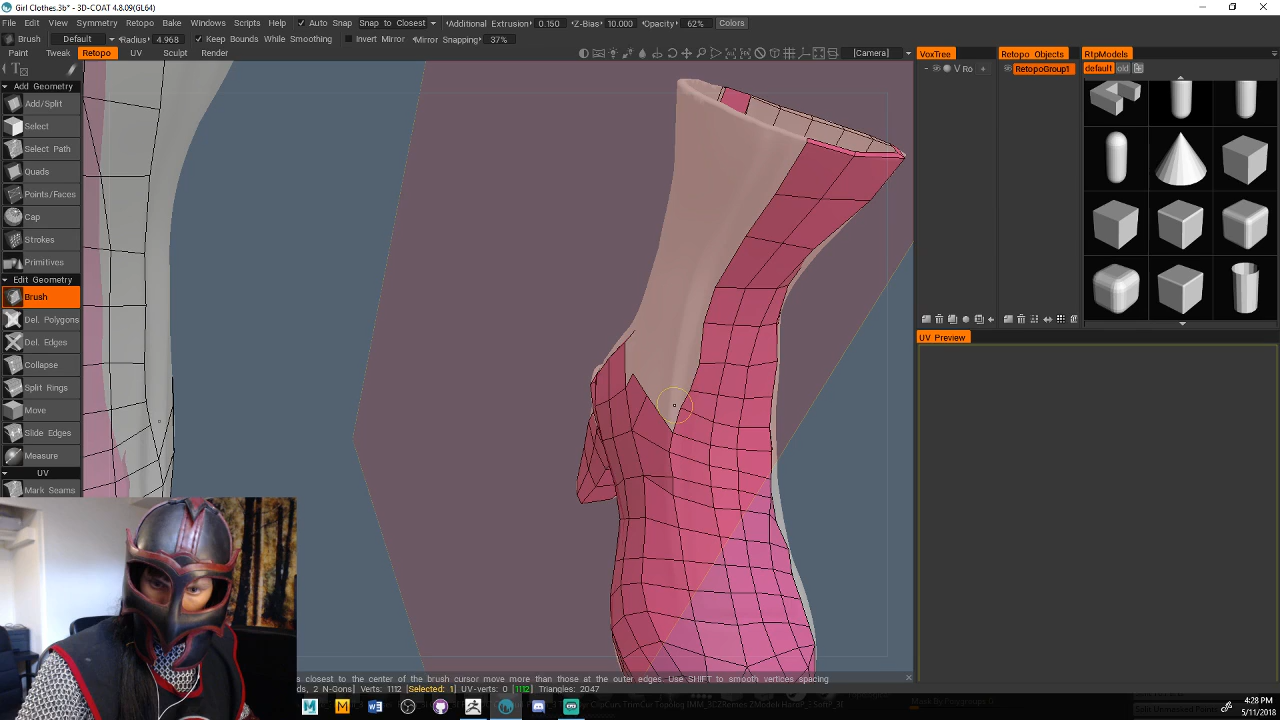 Girl Clothes.3b* - 3D-COAT 4.8.09(GL64)
File Edit View Symmetry Retopo Bake Windows Scripts Help Auto Snap Snap to Closest Additional Extrusion 0.150 Z-Bias 10.000 Opacity 62% Colors
Brush Default Radius 4.968 Keep Bounds While Smoothing Invert Mirror Mirror Snapping 37%
Paint Tweak Retopo UV Sculpt Render [Camera] VoxTree Retopo Objects RtpModels
V Ro + RetopoGroup1 default old
Add Geometry
Add/Split
Select
Select Path
Quads
Points/Faces
Cap
Strokes
Primitives
Edit Geometry
Brush
Del. Polygons
Del. Edges
Collapse
Split Rings
Move
Slide Edges
Measure
UV
Mark Seams
UV Preview
s closest to the center of the brush cursor move more than those at the outer edges. Use SHIFT to smooth vertices spacing
ds, 2 N-Gons] Verts: 1112 [Selected: 1] UV-verts: 0 [1112] Triangles: 2047
4:28 PM
5/11/2018